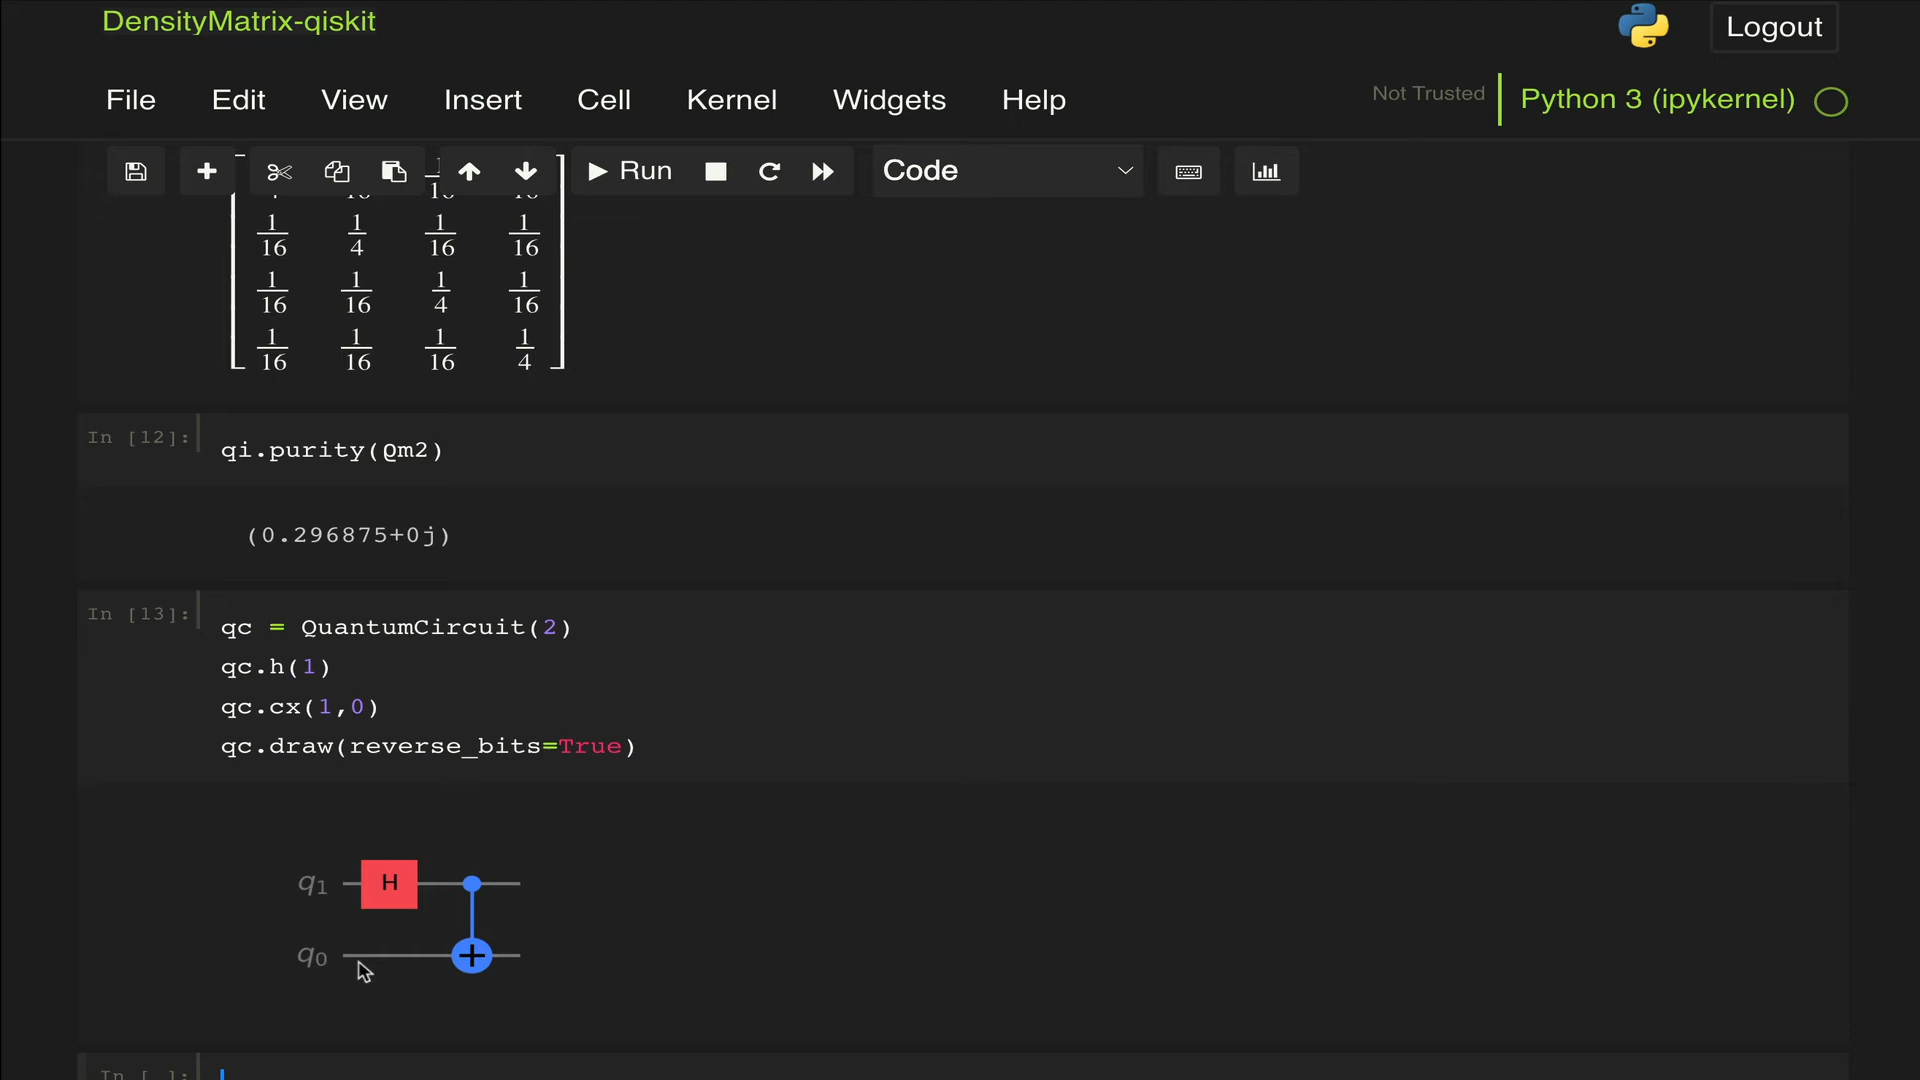 DensityMatrix-qiskit
Logout
File Edit View Insert Cell Kernel Widgets Help
Not Trusted
Python 3 (ipykernel)
Run
Code
1/16 1/4 1/16 1/16
1/16 1/16 1/4 1/16
1/16 1/16 1/16 1/4
In [12]:
qi.purity(ϱm2)
(0.296875+0j)
In [13]:
qc = QuantumCircuit(2)
qc.h(1)
qc.cx(1,0)
qc.draw(reverse_bits=True)
q1 H
q0 +
In [ ]: